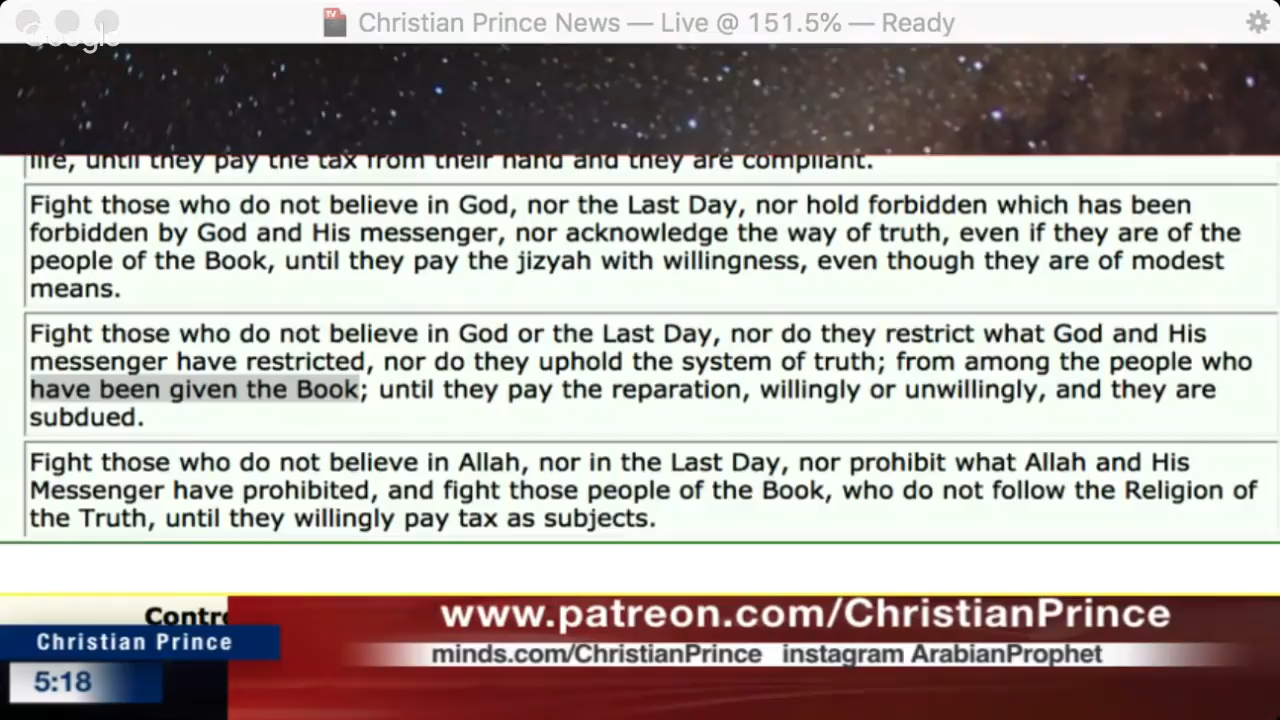 Christian Prince News — Live @ 151.5% — Ready
Google
life, until they pay the tax from their hand and they are compliant.
Fight those who do not believe in God, nor the Last Day, nor hold forbidden which has been
forbidden by God and His messenger, nor acknowledge the way of truth, even if they are of the
people of the Book, until they pay the jizyah with willingness, even though they are of modest
means.
Fight those who do not believe in God or the Last Day, nor do they restrict what God and His
messenger have restricted, nor do they uphold the system of truth; from among the people who
have been given the Book; until they pay the reparation, willingly or unwillingly, and they are
subdued.
Fight those who do not believe in Allah, nor in the Last Day, nor prohibit what Allah and His
Messenger have prohibited, and fight those people of the Book, who do not follow the Religion of
the Truth, until they willingly pay tax as subjects.
Contr
www.patreon.com/ChristianPrince
Christian Prince
minds.com/ChristianPrince instagram ArabianProphet
5:18